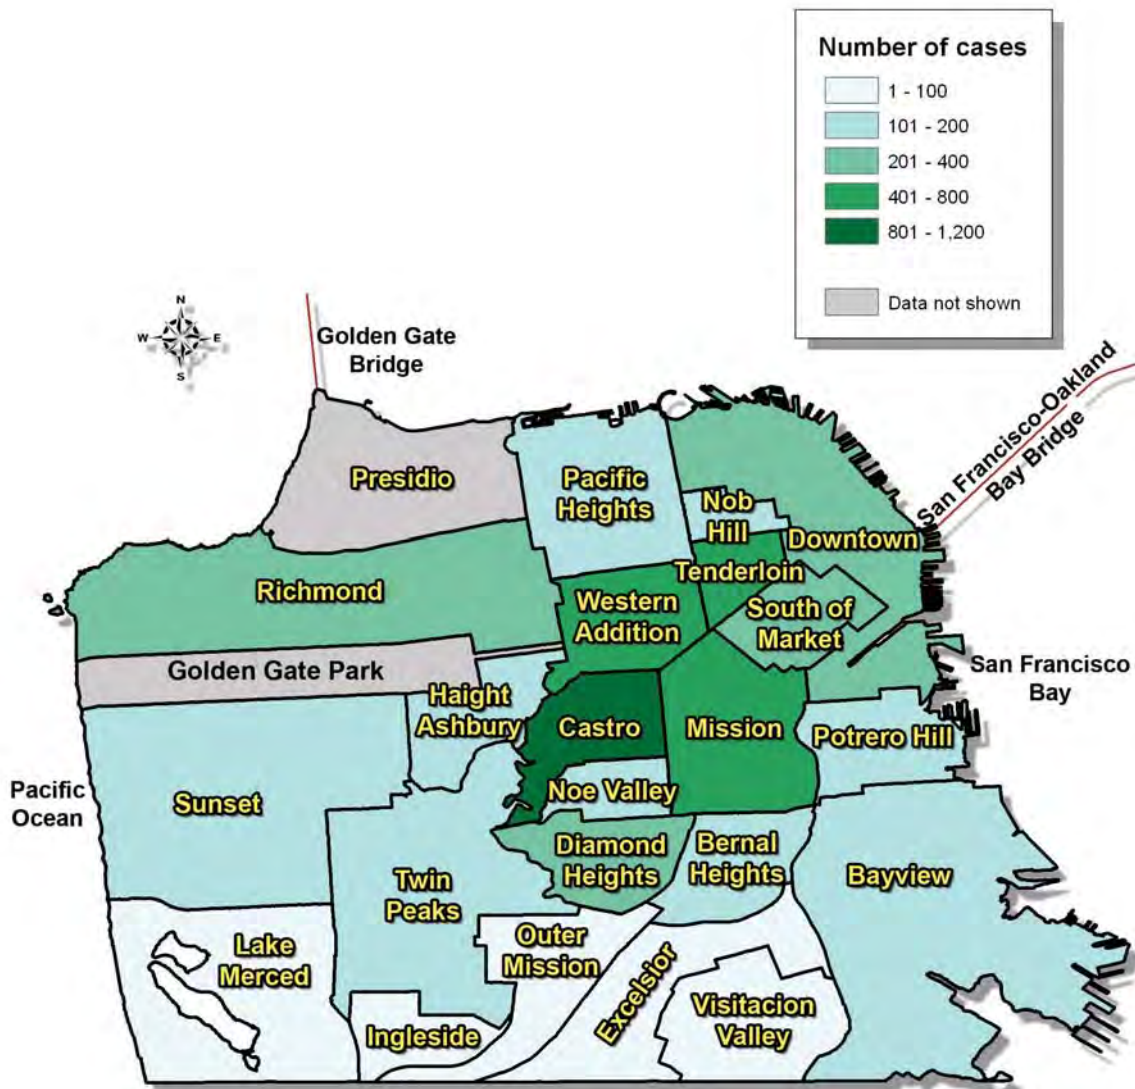 Number of cases
1 - 100
101 - 200
201 - 400
401 - 800
801 - 1,200
Data not shown
N
W
E
S
Golden Gate
Bridge
San Francisco-Oakland
Bay Bridge
Presidio
Pacific
Heights
Nob
Hill
Downtown
Richmond
Tenderloin
Western
Addition
South of
Market
Golden Gate Park
San Francisco
Bay
Haight
Ashbury
Castro
Mission
Potrero Hill
Pacific
Ocean
Sunset
Noe Valley
Diamond
Heights
Bernal
Heights
Bayview
Twin
Peaks
Lake
Merced
Outer
Mission
Excelsior
Visitacion
Valley
Ingleside